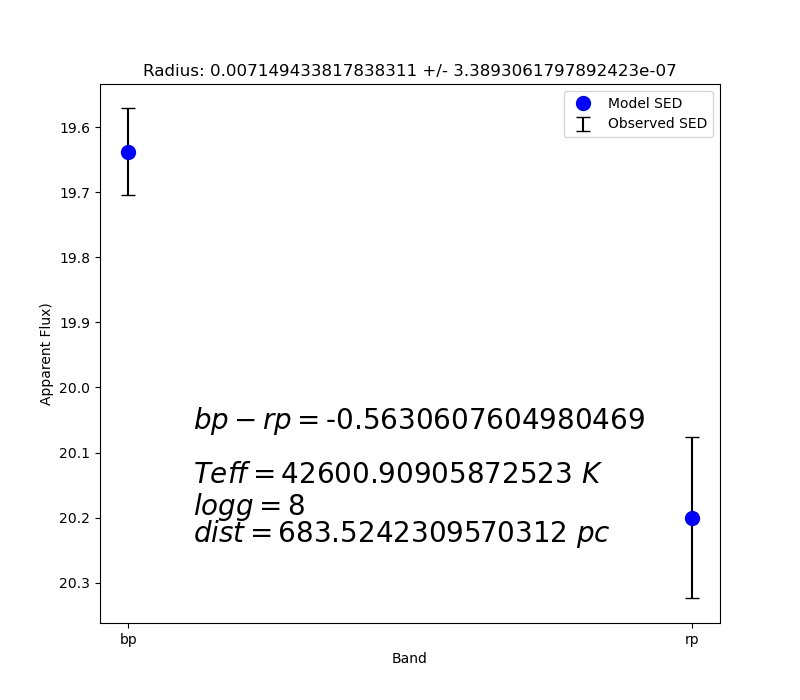 Radius: 0.007149433817838311 +/- 3.3893061797892423e-07
Model SED
Observed SED
Apparent Flux)
19.6
19.7
19.8
19.9
20.0
20.1
20.2
20.3
bp − rp = -0.5630607604980469
Teff = 42600.90905872523 K
logg = 8
dist = 683.5242309570312 pc
bp
rp
Band